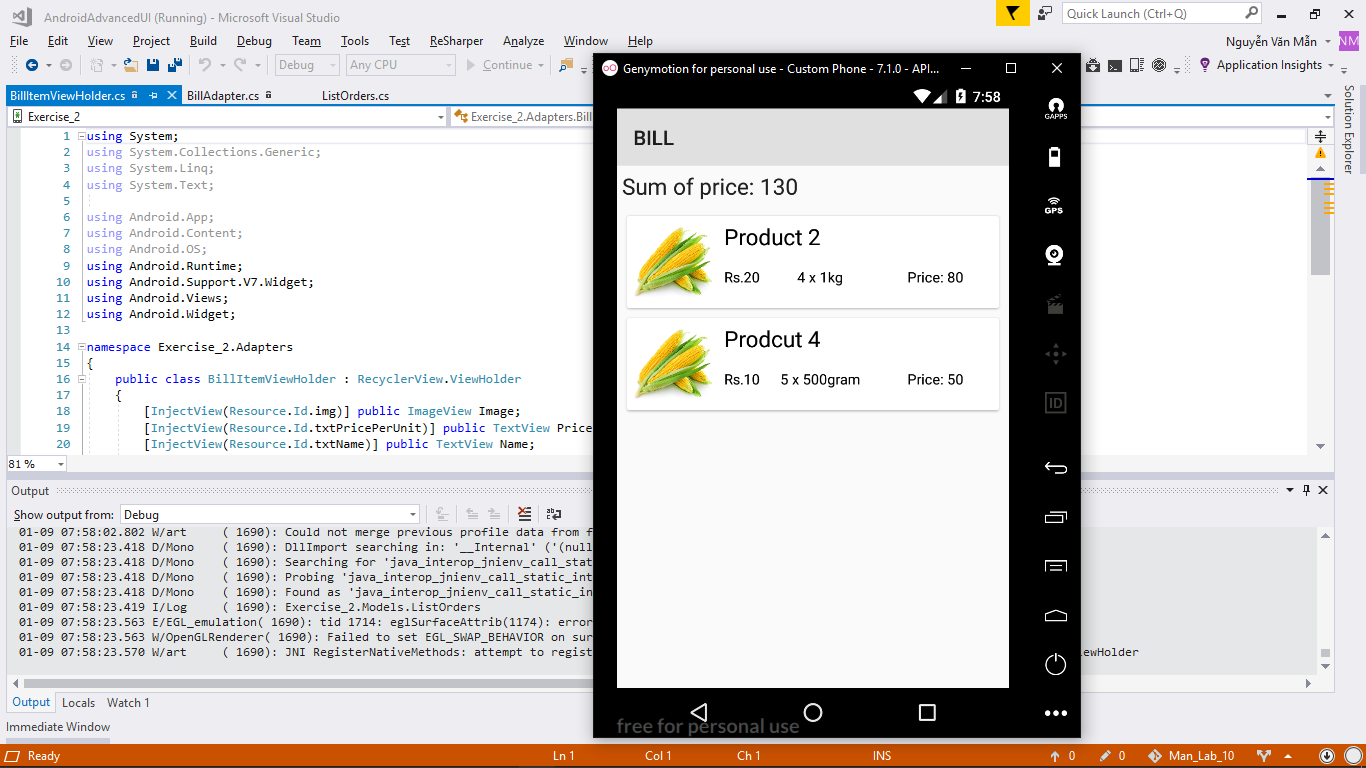 AndroidAdvancedUI (Running) - Microsoft Visual Studio
Quick Launch (Ctrl+Q)
File Edit View Project Build Debug Team Tools Test ReSharper Analyze Window Help
Nguyễn Văn Mẫn NM
Debug Any CPU Continue
Application Insights
BillItemViewHolder.cs BillAdapter.cs ListOrders.cs
Exercise_2 Exercise_2.Adapters.Bill
Solution Explorer
1 using System;
2 using System.Collections.Generic;
3 using System.Linq;
4 using System.Text;
5
6 using Android.App;
7 using Android.Content;
8 using Android.OS;
9 using Android.Runtime;
10 using Android.Support.V7.Widget;
11 using Android.Views;
12 using Android.Widget;
13
14 namespace Exercise_2.Adapters
15 {
16 public class BillItemViewHolder : RecyclerView.ViewHolder
17 {
18 [InjectView(Resource.Id.img)] public ImageView Image;
19 [InjectView(Resource.Id.txtPricePerUnit)] public TextView Price
20 [InjectView(Resource.Id.txtName)] public TextView Name;
81 %
Output
Show output from: Debug
01-09 07:58:02.802 W/art ( 1690): Could not merge previous profile data from f
01-09 07:58:23.418 D/Mono ( 1690): DllImport searching in: '__Internal' ('(null
01-09 07:58:23.418 D/Mono ( 1690): Searching for 'java_interop_jnienv_call_stat
01-09 07:58:23.418 D/Mono ( 1690): Probing 'java_interop_jnienv_call_static_int
01-09 07:58:23.418 D/Mono ( 1690): Found as 'java_interop_jnienv_call_static_in
01-09 07:58:23.419 I/Log ( 1690): Exercise_2.Models.ListOrders
01-09 07:58:23.563 E/EGL_emulation( 1690): tid 1714: eglSurfaceAttrib(1174): error
01-09 07:58:23.563 W/OpenGLRenderer( 1690): Failed to set EGL_SWAP_BEHAVIOR on sur
01-09 07:58:23.570 W/art ( 1690): JNI RegisterNativeMethods: attempt to regist
ewHolder
Output Locals Watch 1
Immediate Window
Ready Ln 1 Col 1 Ch 1 INS 0 0 Man_Lab_10
Genymotion for personal use - Custom Phone - 7.1.0 - API...
7:58
GAPPS
GPS
ID
BILL
Sum of price: 130
Product 2
Rs.20 4 x 1kg Price: 80
Prodcut 4
Rs.10 5 x 500gram Price: 50
free for personal use